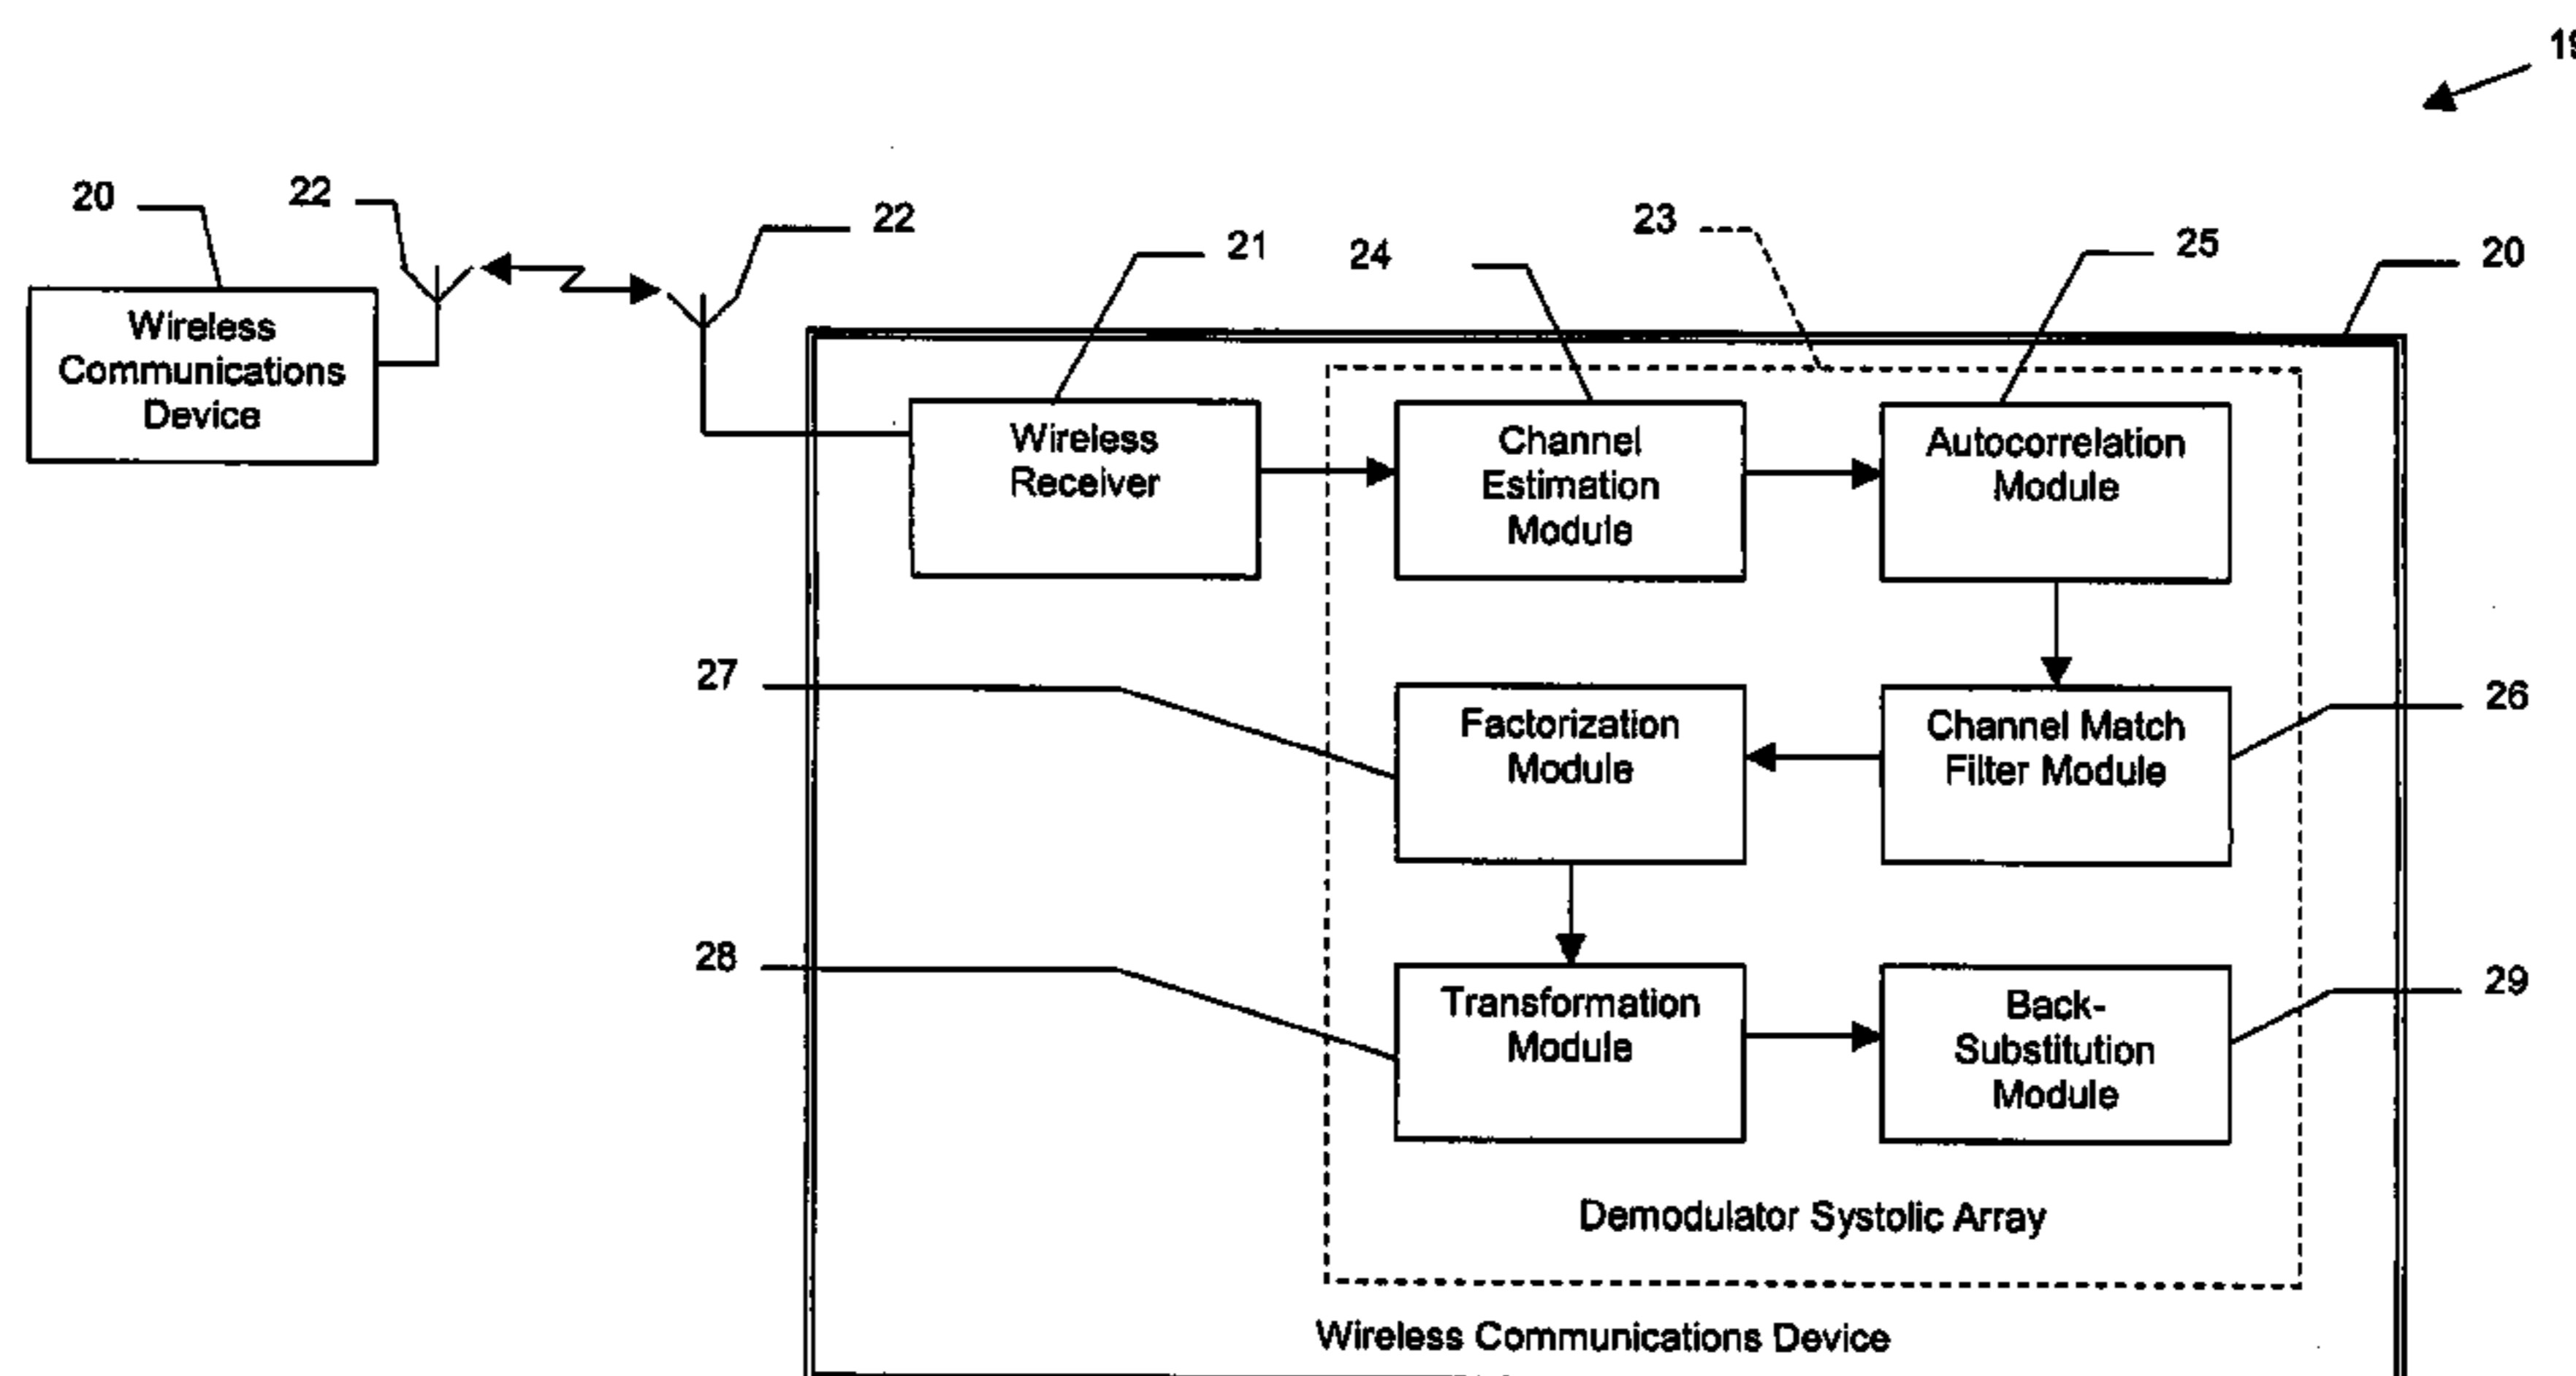 19
20
22
22
21
24
23
25
20
Wireless
Communications
Device
Wireless
Receiver
Channel
Estimation
Module
Autocorrelation
Module
27
Factorization
Module
Channel Match
Filter Module
26
28
Transformation
Module
Back-
Substitution
Module
29
Demodulator Systolic Array
Wireless Communications Device